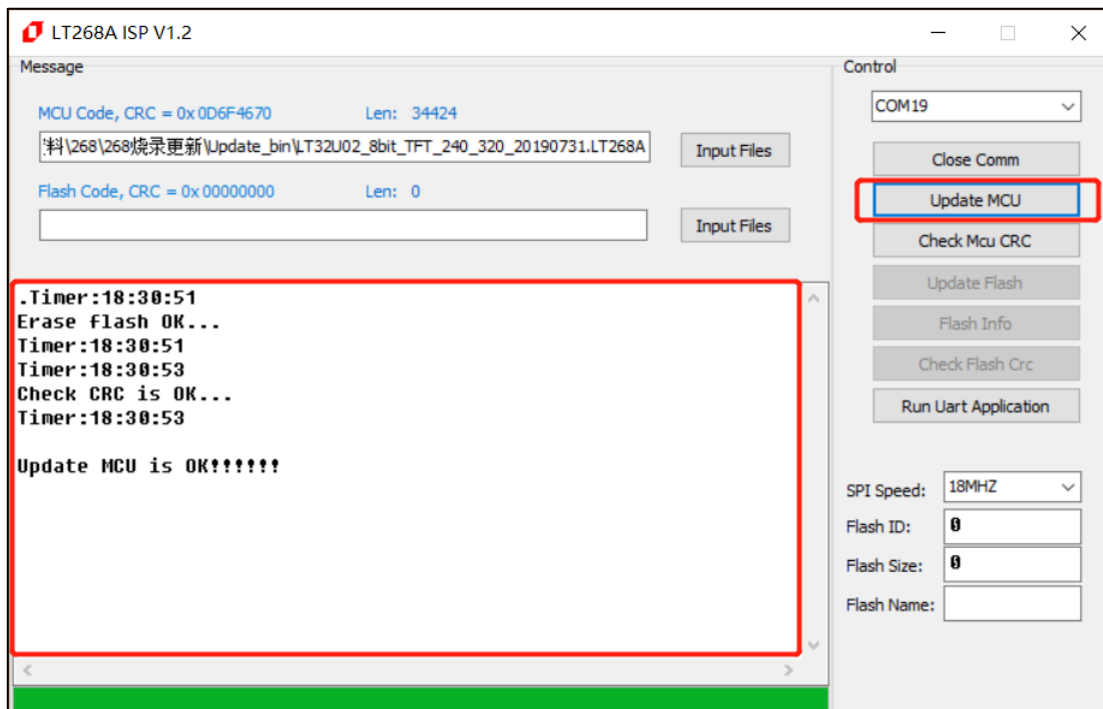 LT268A ISP V1.2
Message
MCU Code, CRC = 0x0D6F4670 Len: 34424
料\268\268烧录更新\Update_bin\LT32U02_8bit_TFT_240_320_20190731.LT268A
Input Files
Flash Code, CRC = 0x00000000 Len: 0
Input Files
.Timer:18:30:51
Erase flash OK...
Timer:18:30:51
Timer:18:30:53
Check CRC is OK...
Timer:18:30:53
Update MCU is OK!!!!!!
Control
COM19
Close Comm
Update MCU
Check Mcu CRC
Update Flash
Flash Info
Check Flash Crc
Run Uart Application
SPI Speed: 18MHZ
Flash ID: 0
Flash Size: 0
Flash Name: